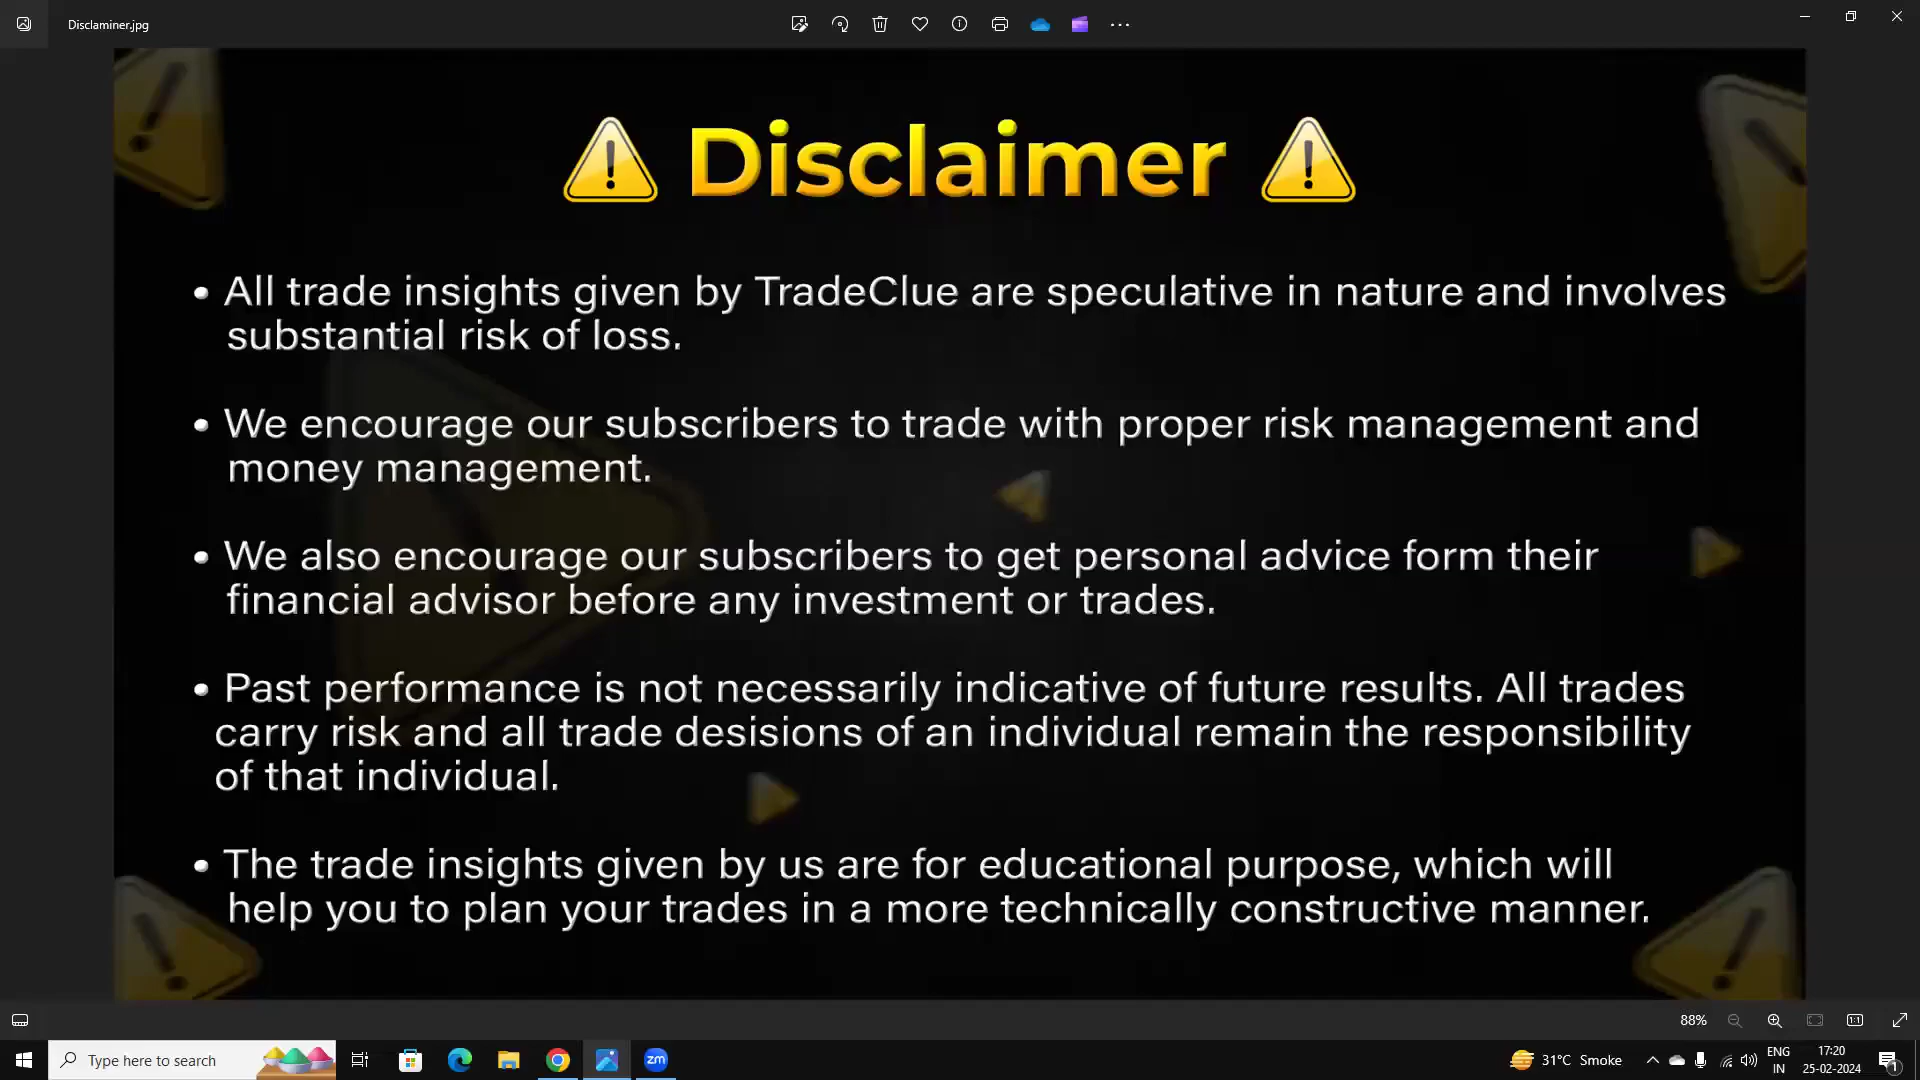 Disclaminer.jpg
Disclaimer
• All trade insights given by TradeClue are speculative in nature and involves
substantial risk of loss.
• We encourage our subscribers to trade with proper risk management and
money management.
• We also encourage our subscribers to get personal advice form their
financial advisor before any investment or trades.
• Past performance is not necessarily indicative of future results. All trades
carry risk and all trade desisions of an individual remain the responsibility
of that individual.
• The trade insights given by us are for educational purpose, which will
help you to plan your trades in a more technically constructive manner.
88%
1:1
Type here to search
zm
31°C Smoke
ENG
IN
17:20
25-02-2024
1